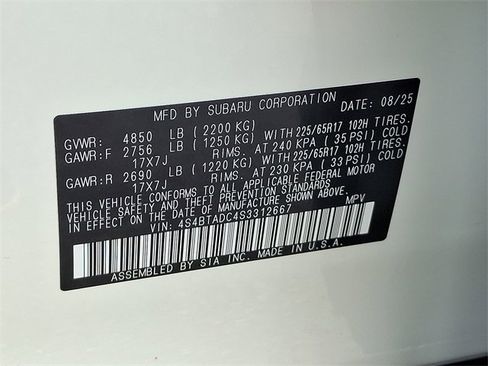 MFD BY SUBARU CORPORATION DATE: 08/25
GVWR: 4850 LB ( 2200 KG)
GAWR:F 2756 LB ( 1250 KG) WITH 225/65R17 102H TIRES,
17X7J RIMS. AT 240 KPA ( 35 PSI) COLD
GAWR:R 2690 LB ( 1220 KG) WITH 225/65R17 102H TIRES,
17X7J RIMS. AT 230 KPA ( 33 PSI) COLD
THIS VEHICLE CONFORMS TO ALL APPLICABLE FEDERAL MOTOR
VEHICLE SAFETY AND THEFT PREVENTION STANDARDS
IN EFFECT ON THE DATE OF MANUFACTURE SHOWN ABOVE.
VIN: 4S4BTADC4S3312667 MPV
ASSEMBLED BY SIA INC. MADE IN U.S.A.